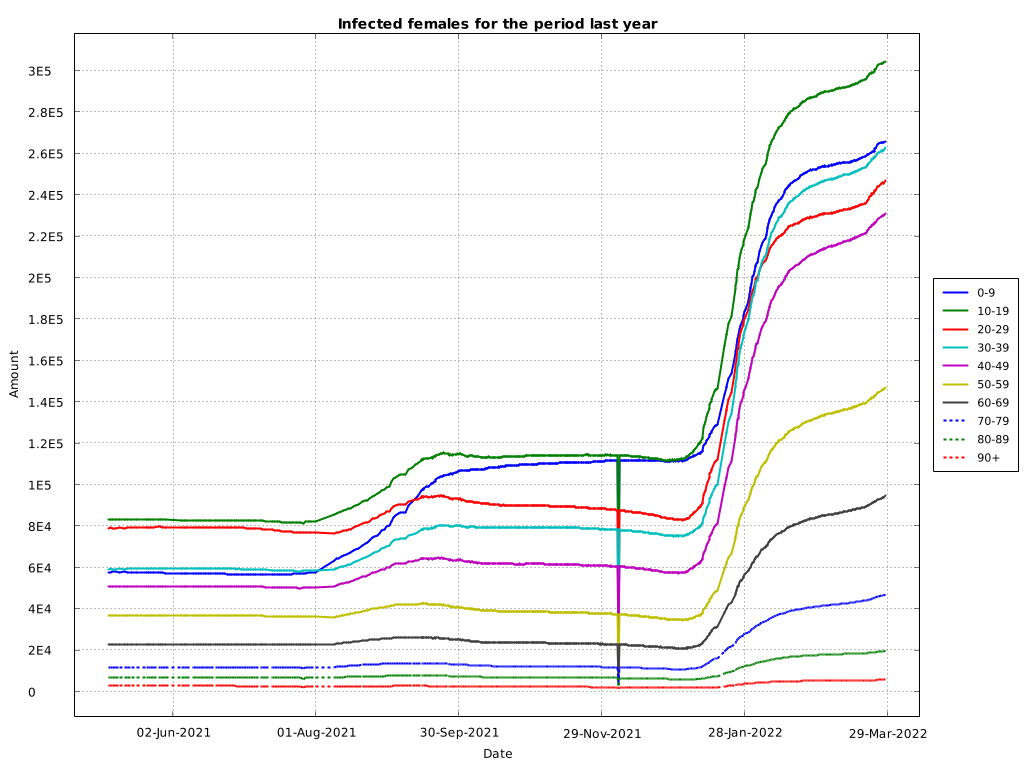 Infected females for the period last year
3E5
2.8E5
2.6E5
2.4E5
2.2E5
2E5
1.8E5
1.6E5
1.4E5
1.2E5
1E5
8E4
6E4
4E4
2E4
0
Amount
02-Jun-2021
01-Aug-2021
30-Sep-2021
29-Nov-2021
28-Jan-2022
29-Mar-2022
Date
0-9
10-19
20-29
30-39
40-49
50-59
60-69
70-79
80-89
90+